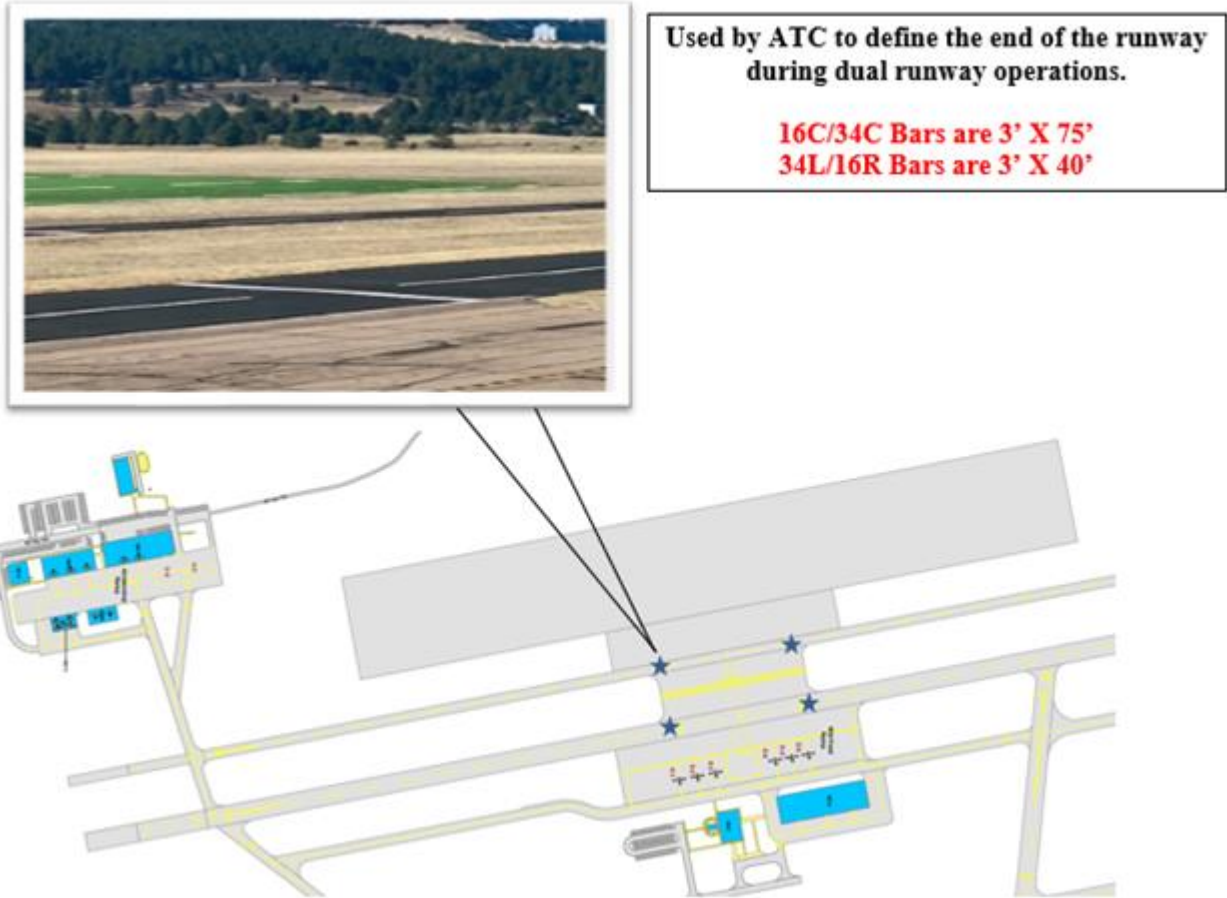 Used by ATC to define the end of the runway
during dual runway operations.
16C/34C Bars are 3’ X 75’
34L/16R Bars are 3’ X 40’